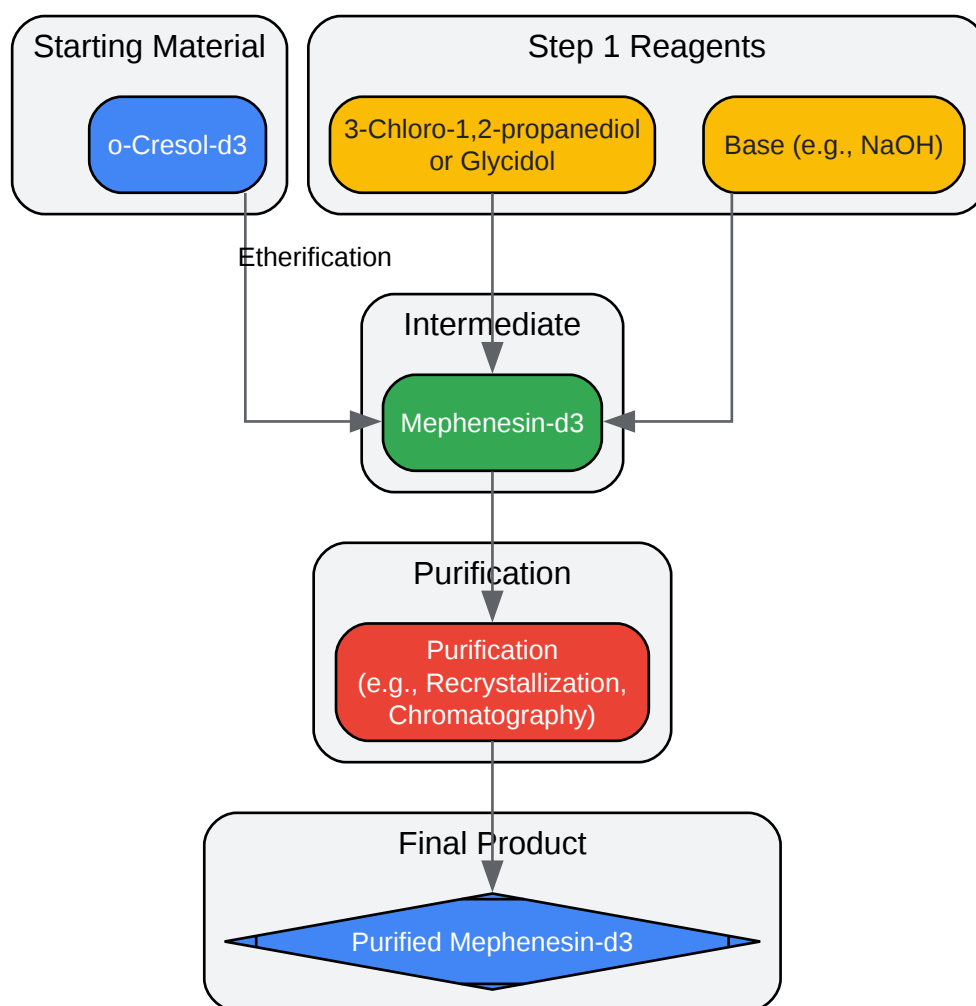 Starting Material
Step 1 Reagents
o-Cresol-d3
3-Chloro-1,2-propanediol
or Glycidol
Base (e.g., NaOH)
Etherification
Intermediate
Mephenesin-d3
Purification
Purification
(e.g., Recrystallization,
Chromatography)
Final Product
Purified Mephenesin-d3